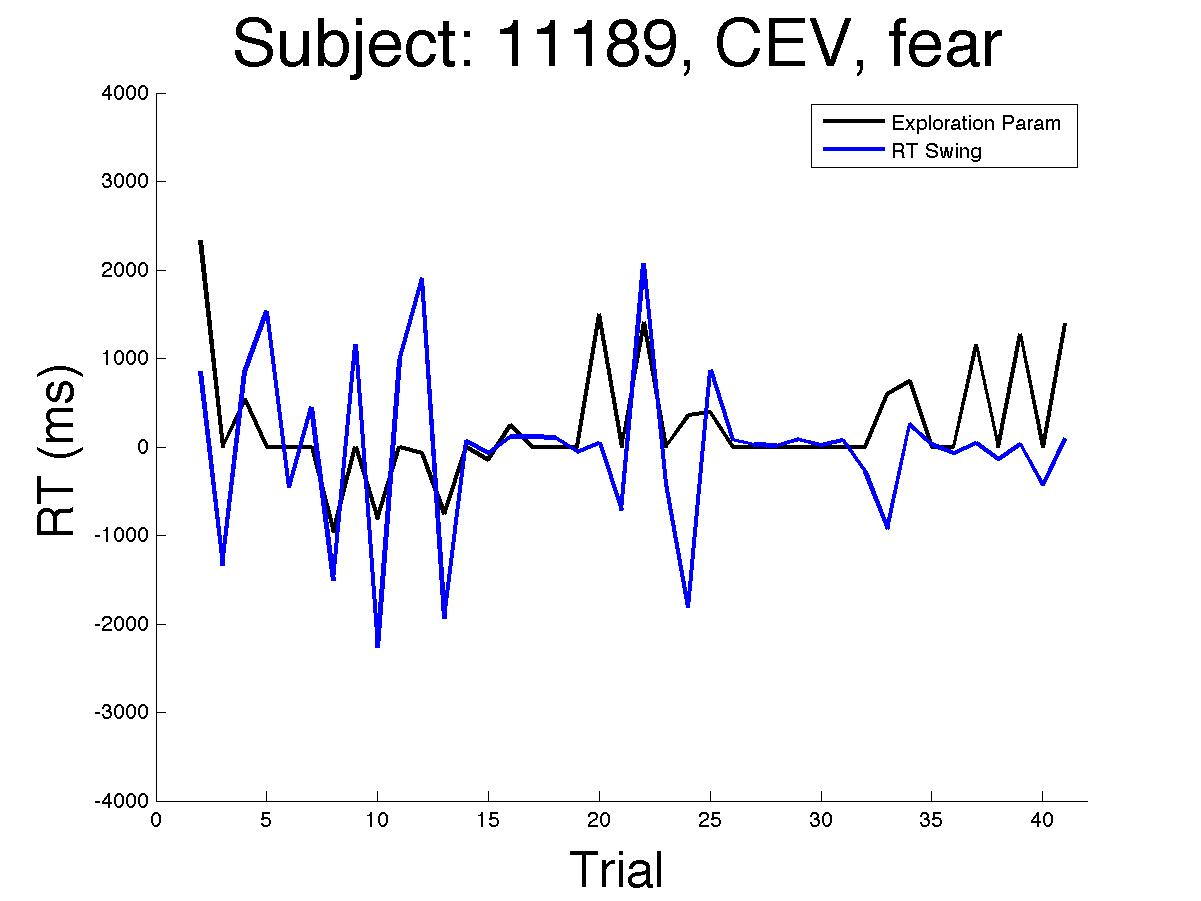 Subject: 11189, CEV, fear
4000
3000
2000
1000
0
-1000
-2000
-3000
-4000
RT (ms)
Exploration Param
RT Swing
0 5 10 15 20 25 30 35 40
Trial